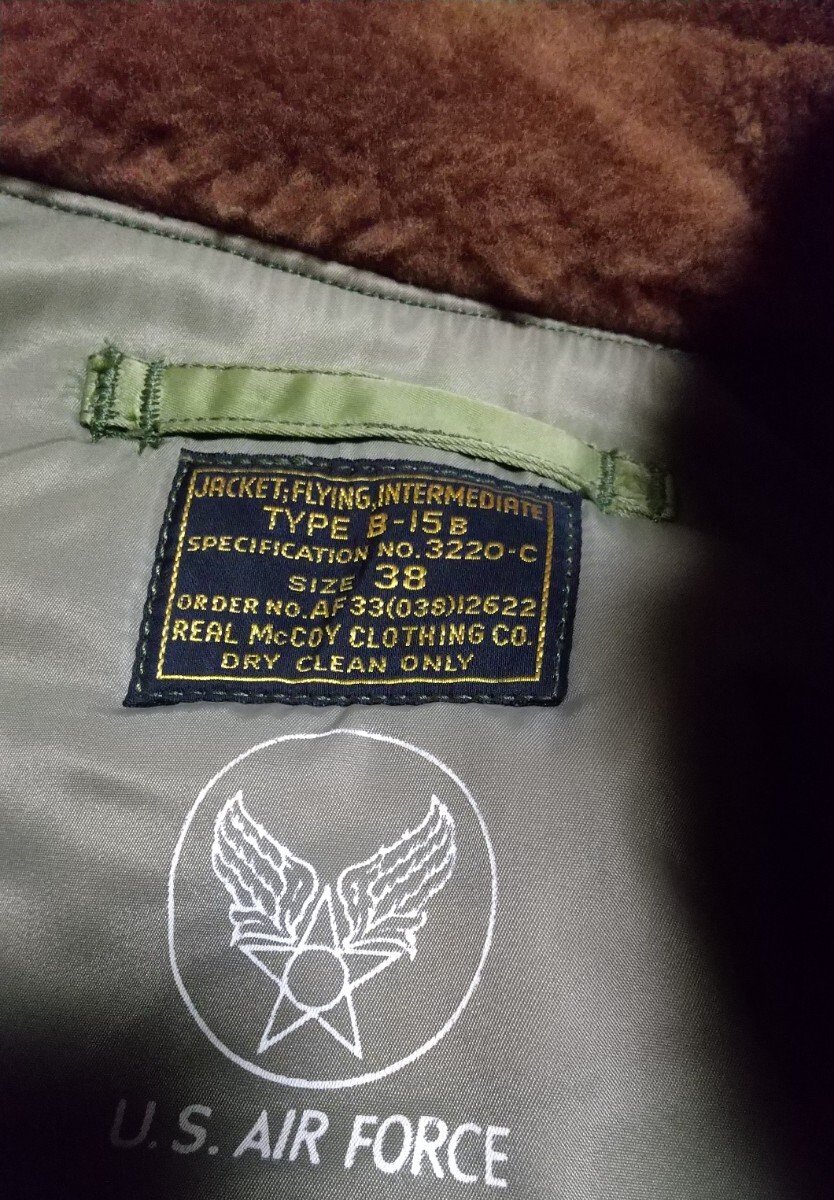 JACKET;FLYING,INTERMEDIATE
TYPE B-15B
SPECIFICATION NO. 3220-C
SIZE 38
ORDER NO.AF33(038)12622
REAL McCOY CLOTHING CO.
DRY CLEAN ONLY
U.S. AIR FORCE